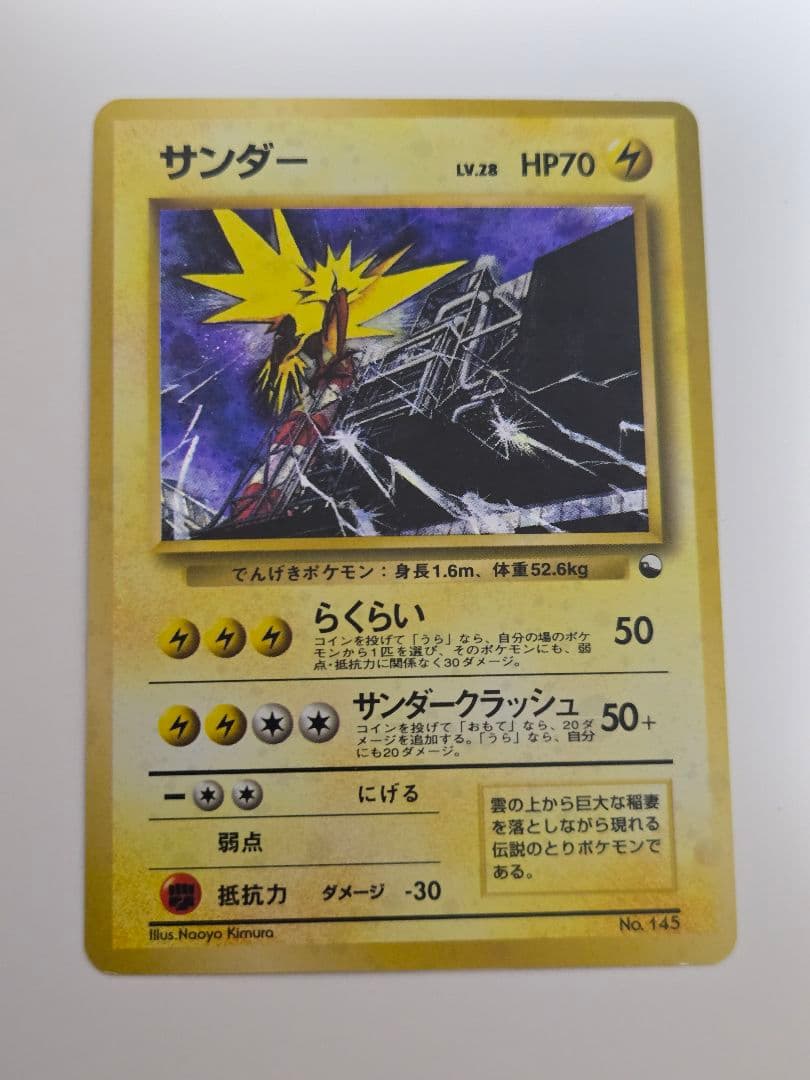 サンダー LV.28 HP70
でんげきポケモン：身長1.6m、体重52.6kg
らくらい 50
コインを投げて「うら」なら、自分の場のポケ
モンから1匹を選び、そのポケモンにも、弱
点・抵抗力に関係なく30ダメージ。
サンダークラッシュ 50+
コインを投げて「おもて」なら、20ダ
メージを追加する。「うら」なら、自分
にも20ダメージ。
にげる
弱点
抵抗力 ダメージ -30
雲の上から巨大な稲妻
を落としながら現れる
伝説のとりポケモンで
ある。
Illus.Naoyo Kimura
No. 145